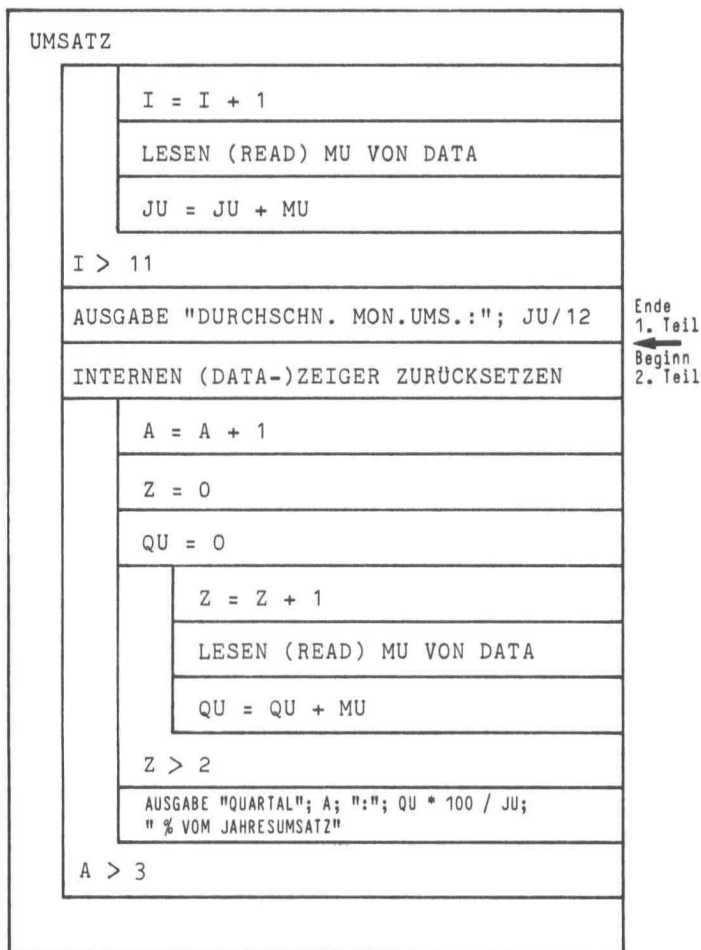 UMSATZ
I = I + 1
LESEN (READ) MU VON DATA
JU = JU + MU
I > 11
AUSGABE "DURCHSCHN. MON.UMS.:"; JU/12
Ende
1. Teil
Beginn
2. Teil
INTERNEN (DATA-)ZEIGER ZURÜCKSETZEN
A = A + 1
Z = 0
QU = 0
Z = Z + 1
LESEN (READ) MU VON DATA
QU = QU + MU
Z > 2
AUSGABE "QUARTAL"; A; ":"; QU * 100 / JU;
" % VOM JAHRESUMSATZ"
A > 3